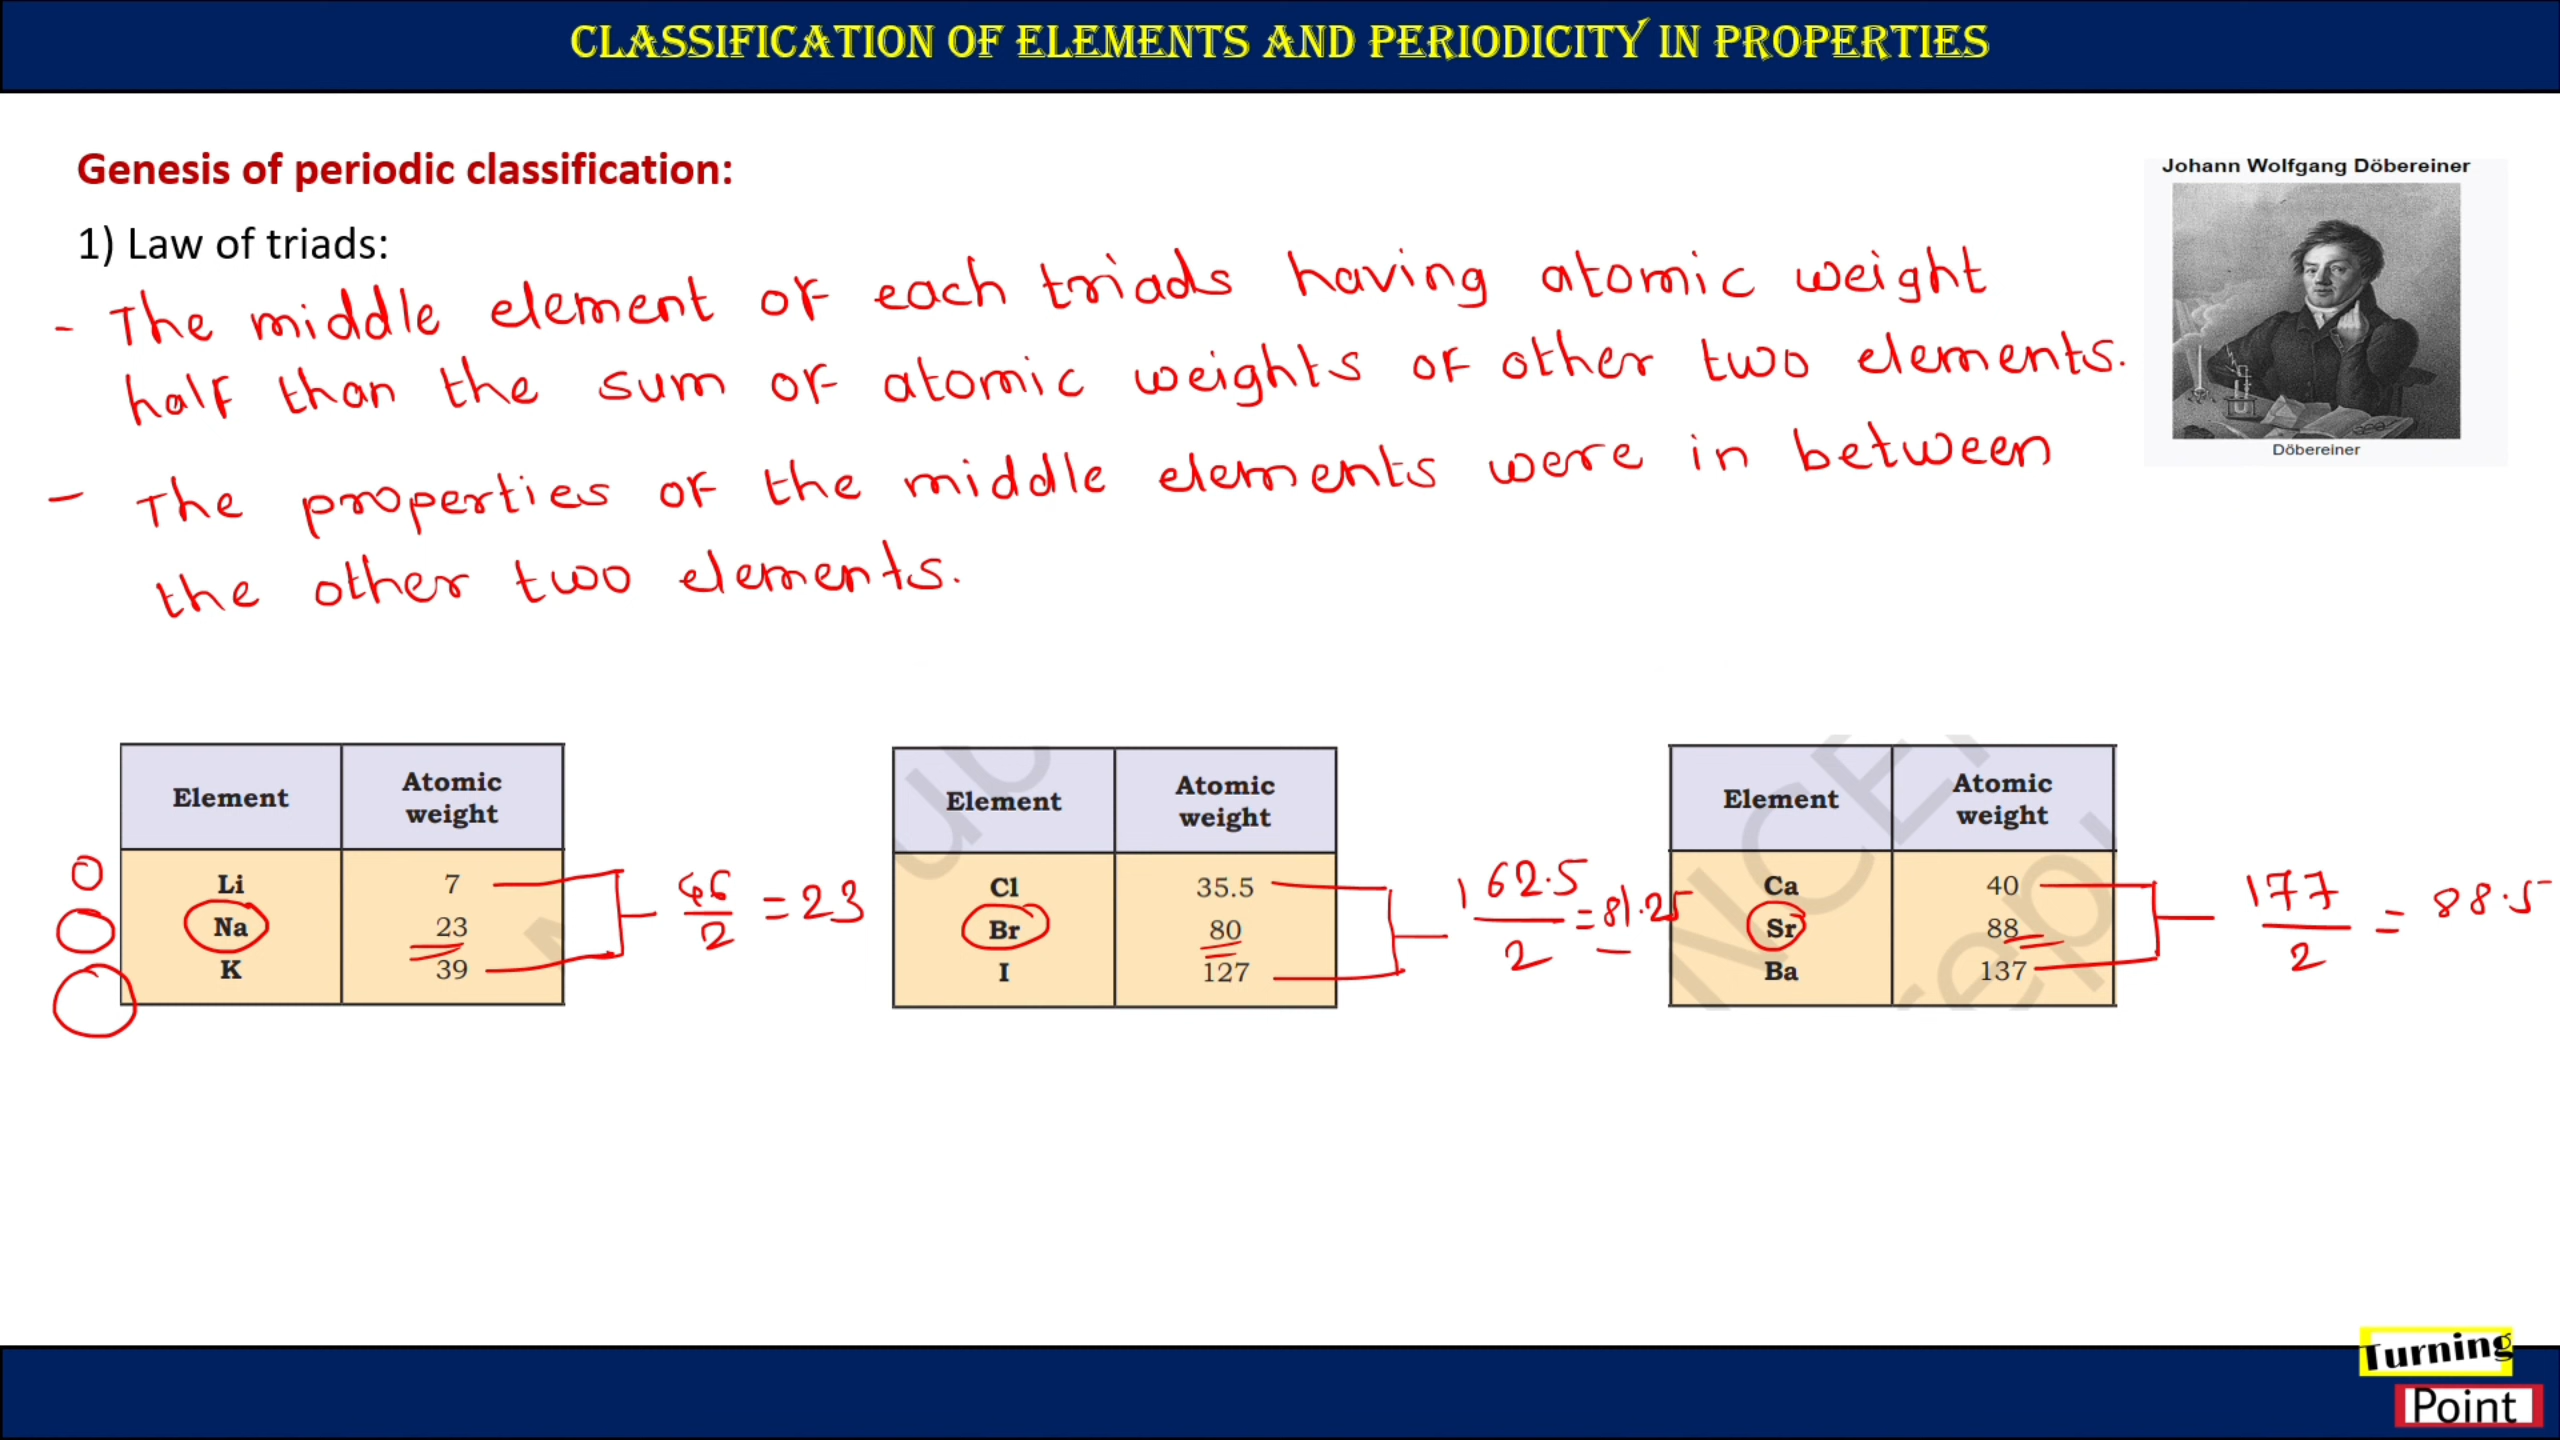 CLASSIFICATION OF ELEMENTS AND PERIODICITY IN PROPERTIES
Genesis of periodic classification:
Johann Wolfgang Döbereiner
1) Law of triads:
- The middle element of each triads having atomic weight
half than the sum of atomic weights of other two elements.
Döbereiner
- The properties of the middle elements were in between
the other two elements.
Element Atomic weight
Li 7
Na 23
K 39
46/2 = 23
Element Atomic weight
Cl 35.5
Br 80
I 127
162.5/2 = 81.25
Element Atomic weight
Ca 40
Sr 88
Ba 137
177/2 = 88.5
Turning
Point